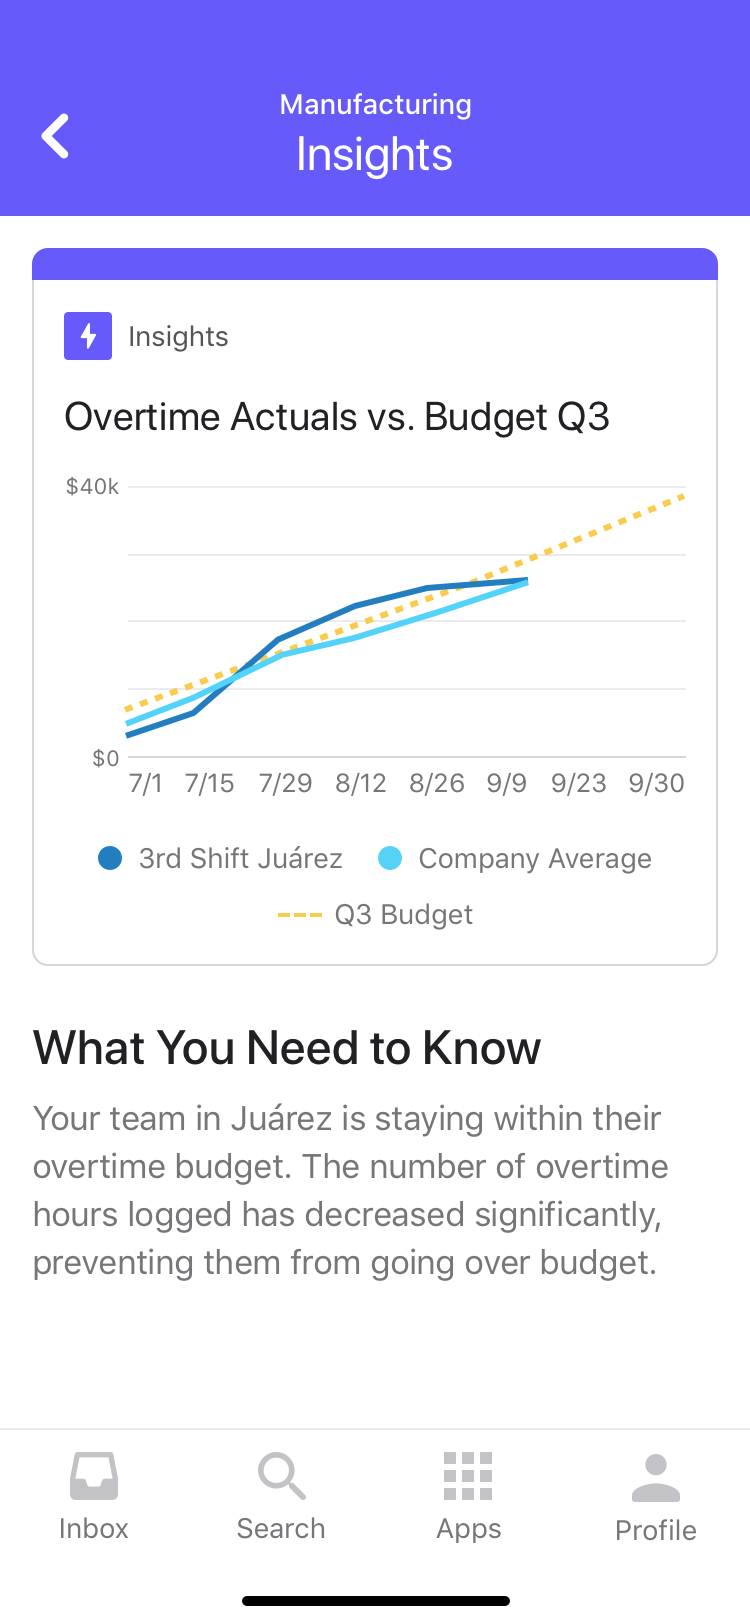 Manufacturing
Insights
Insights
Overtime Actuals vs. Budget Q3
$40k
$0
7/1 7/15 7/29 8/12 8/26 9/9 9/23 9/30
3rd Shift Juárez Company Average
Q3 Budget
What You Need to Know
Your team in Juárez is staying within their
overtime budget. The number of overtime
hours logged has decreased significantly,
preventing them from going over budget.
Inbox Search Apps Profile